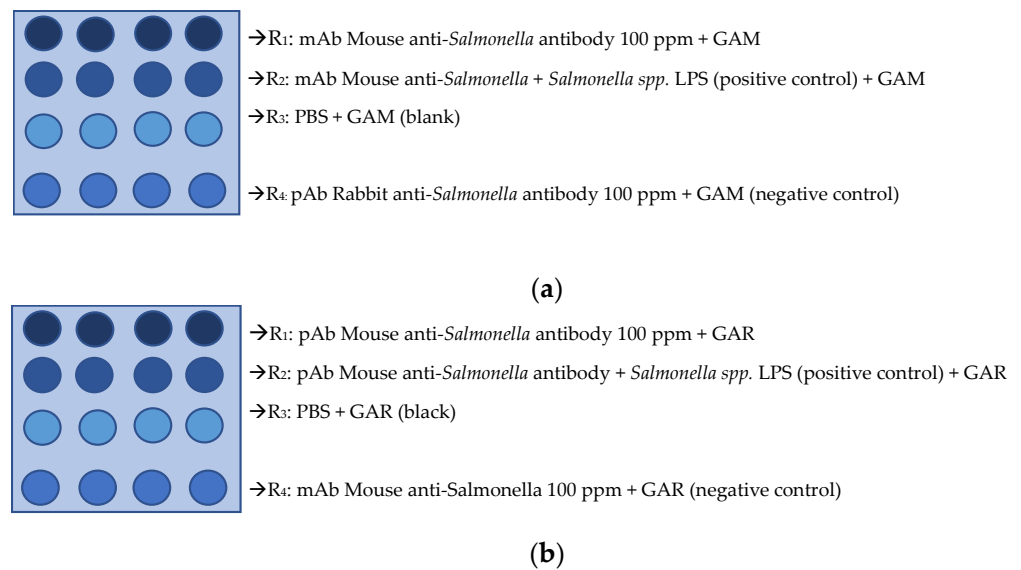 →R1: mAb Mouse anti-Salmonella antibody 100 ppm + GAM
→R2: mAb Mouse anti-Salmonella + Salmonella spp. LPS (positive control) + GAM
→R3: PBS + GAM (blank)
→R4: pAb Rabbit anti-Salmonella antibody 100 ppm + GAM (negative control)
(a)
→R1: pAb Mouse anti-Salmonella antibody 100 ppm + GAR
→R2: pAb Mouse anti-Salmonella antibody + Salmonella spp. LPS (positive control) + GAR
→R3: PBS + GAR (black)
→R4: mAb Mouse anti-Salmonella 100 ppm + GAR (negative control)
(b)